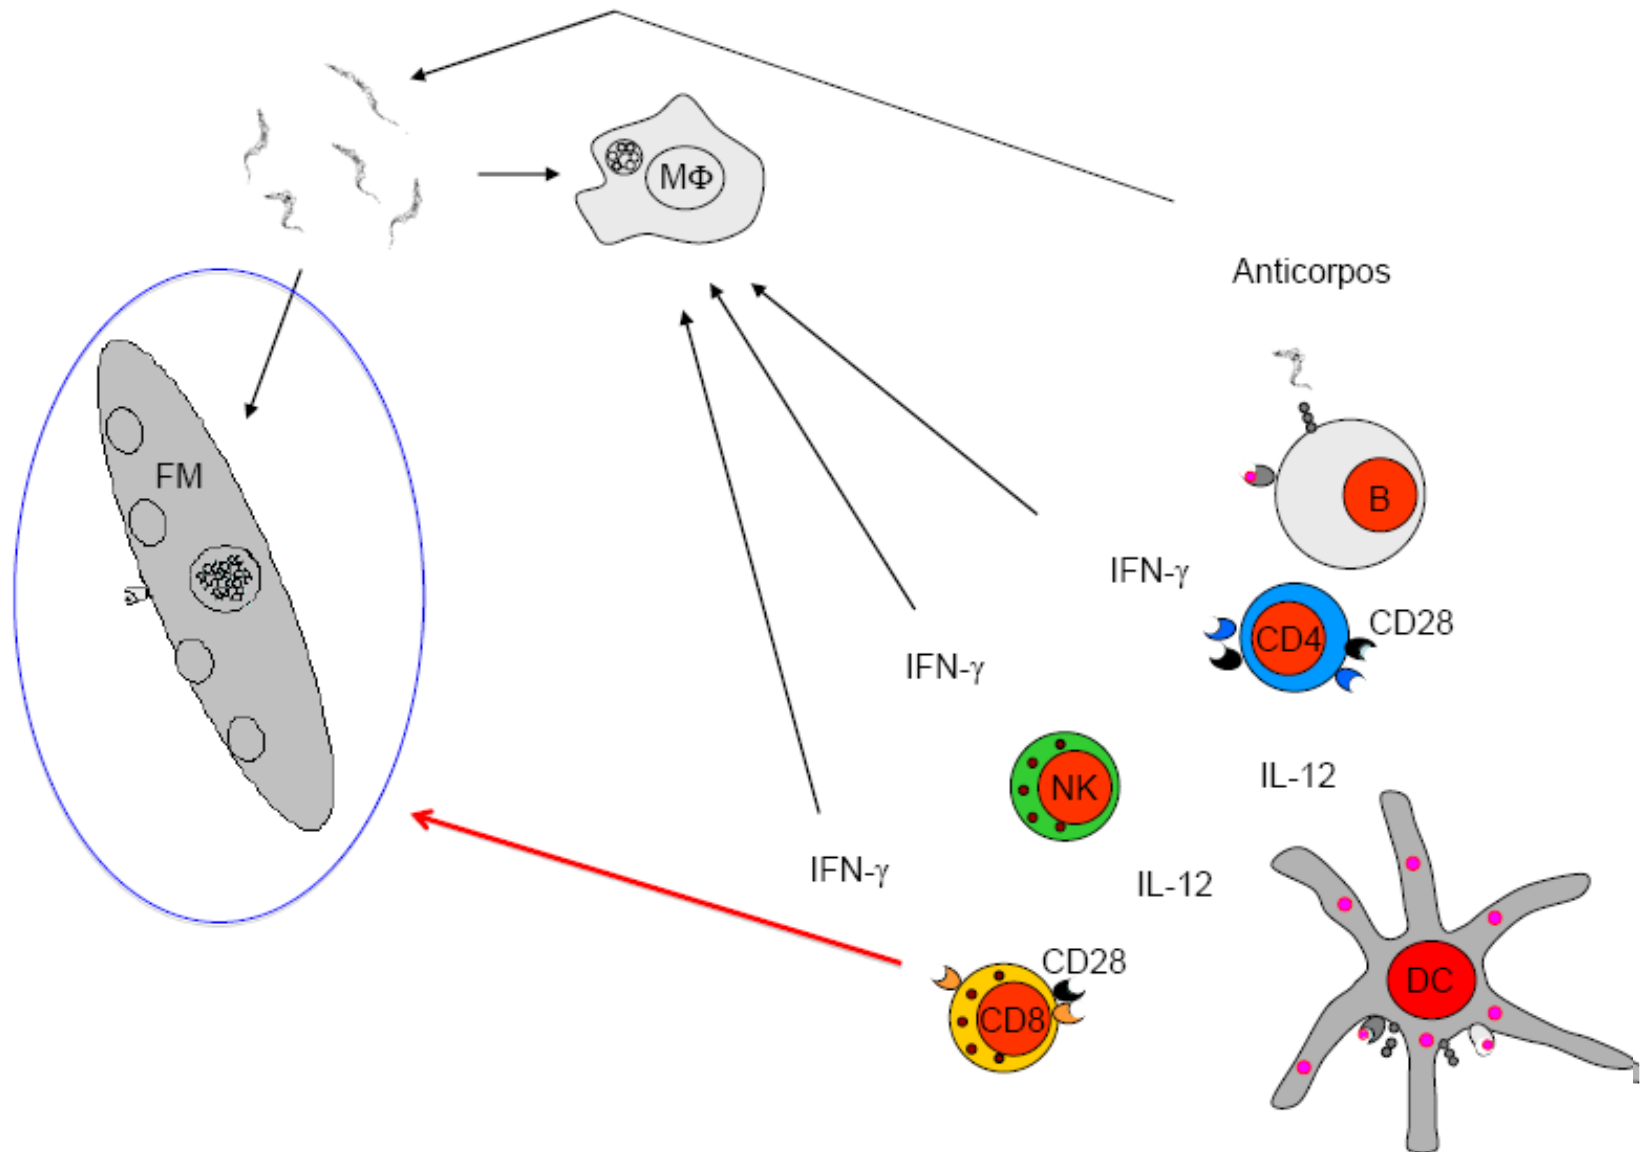 MΦ
Anticorpos
FM
B
IFN-γ
CD4
CD28
IFN-γ
NK
IL-12
IFN-γ
IL-12
CD28
DC
CD8